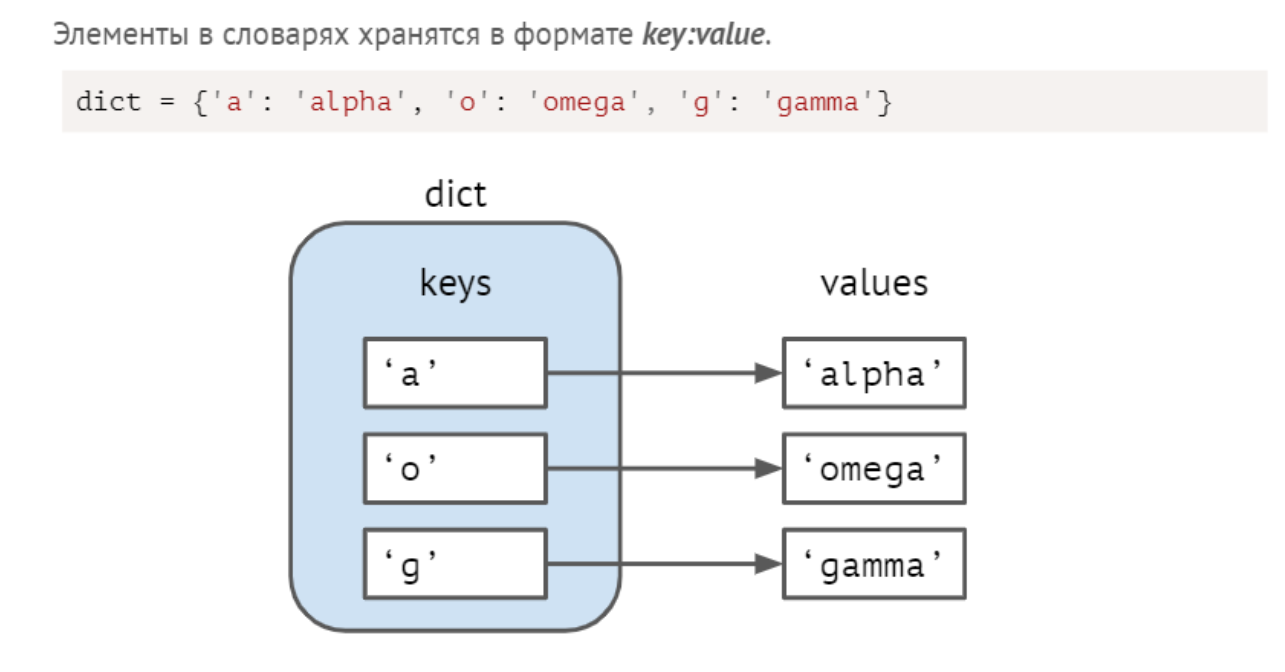 Элементы в словарях хранятся в формате key:value.
dict = {'a': 'alpha', 'o': 'omega', 'g': 'gamma'}
dict
keys values
‘a’ ‘alpha’
‘o’ ‘omega’
‘g’ ‘gamma’